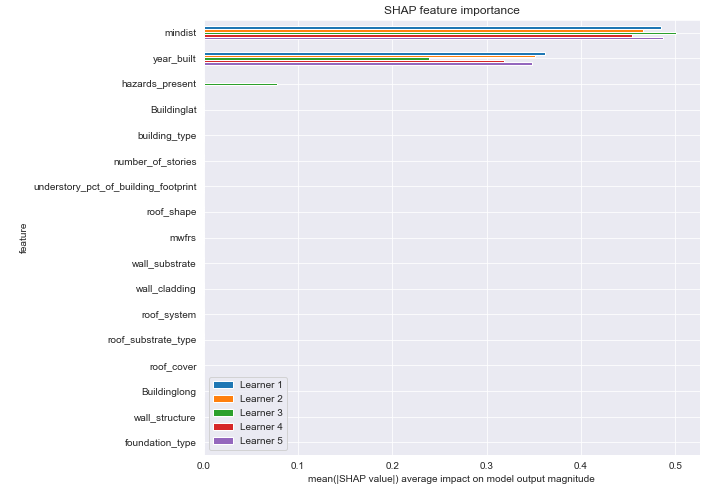 SHAP feature importance
mindist
year_built
hazards_present
Buildinglat
building_type
number_of_stories
understory_pct_of_building_footprint
roof_shape
mwfrs
wall_substrate
wall_cladding
roof_system
roof_substrate_type
roof_cover
Buildinglong
wall_structure
foundation_type
feature
Learner 1
Learner 2
Learner 3
Learner 4
Learner 5
0.0 0.1 0.2 0.3 0.4 0.5
mean(|SHAP value|) average impact on model output magnitude